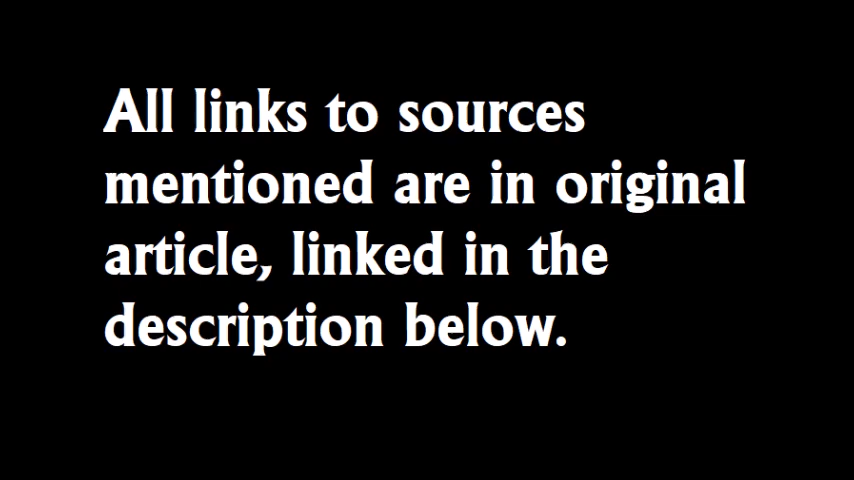 All links to sources
mentioned are in original
article, linked in the
description below.